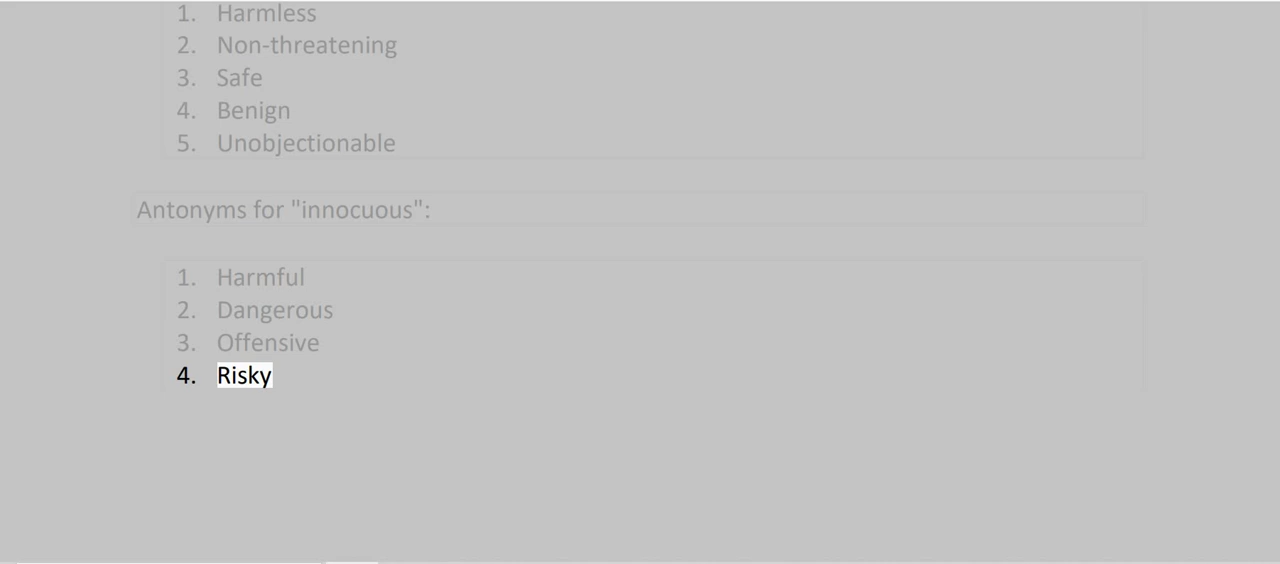 1. Harmless
2. Non-threatening
3. Safe
4. Benign
5. Unobjectionable
Antonyms for "innocuous":
1. Harmful
2. Dangerous
3. Offensive
4. Risky